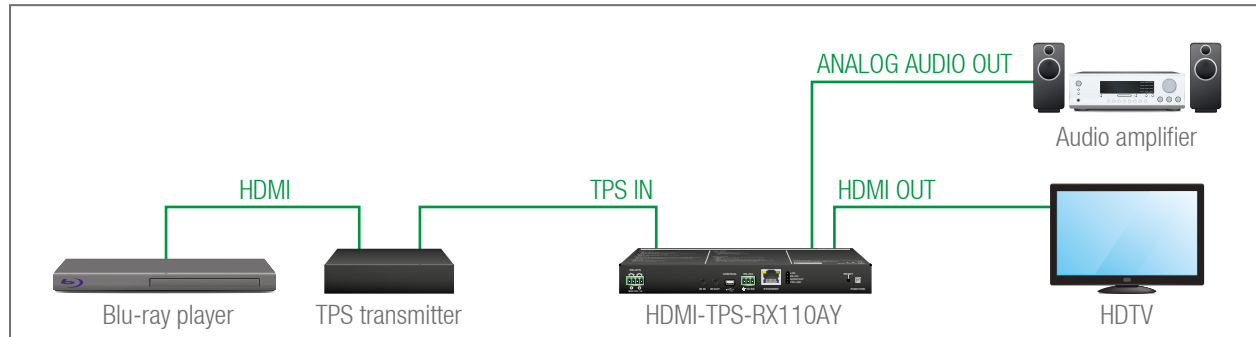 ANALOG AUDIO OUT
Audio amplifier
HDMI
TPS IN
HDMI OUT
Blu-ray player
TPS transmitter
HDMI-TPS-RX110AY
HDTV